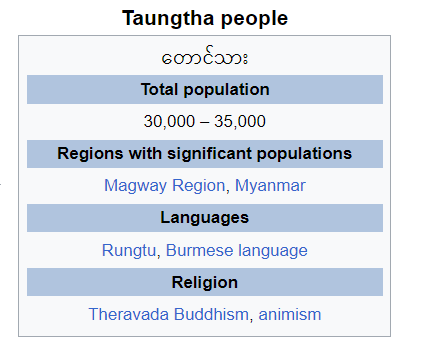 Taungtha people
တောင်သား
Total population
30,000 – 35,000
Regions with significant populations
Magway Region, Myanmar
Languages
Rungtu, Burmese language
Religion
Theravada Buddhism, animism